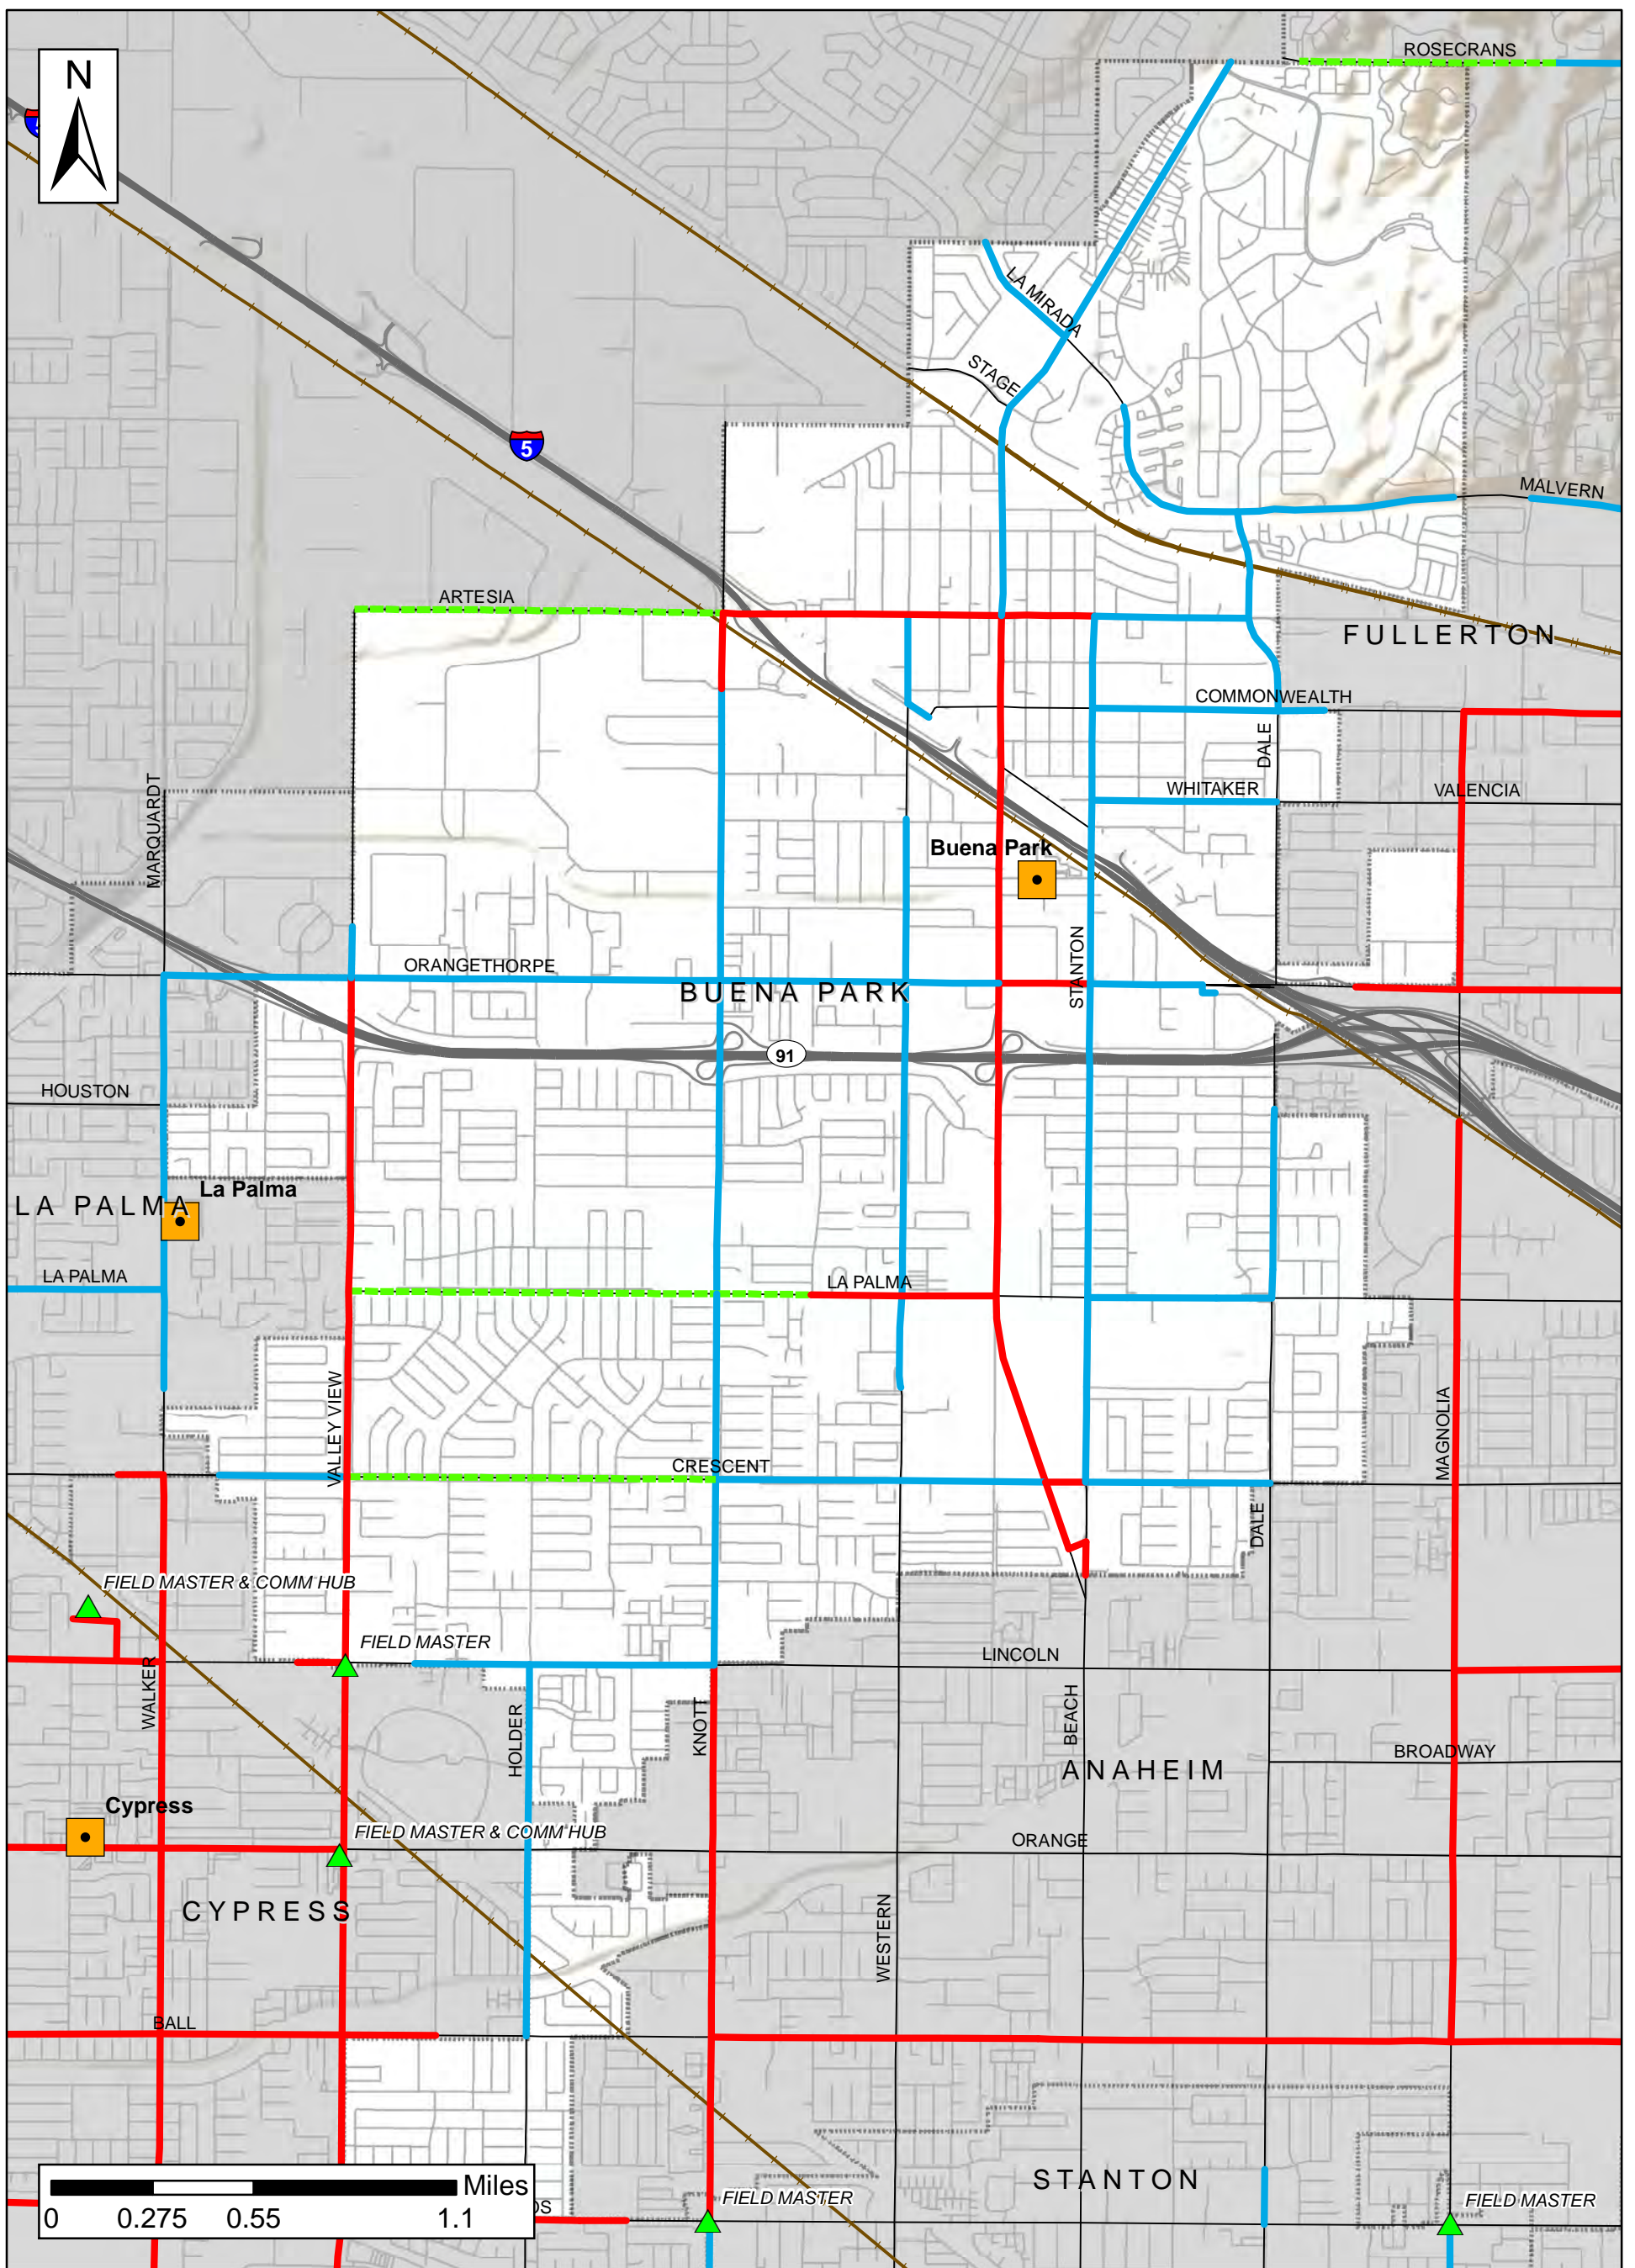 ROSECRANS
N
5
LA MIRADA
STAGE
5
MALVERN
ARTESIA
FULLERTON
COMMONWEALTH
DALE
MARQUARDT
WHITAKER
VALENCIA
Buena Park
STANTON
ORANGETHORPE
BUENA PARK
91
HOUSTON
La Palma
LA PALMA
LA PALMA
LA PALMA
VALLEY VIEW
MAGNOLIA
CRESCENT
DALE
FIELD MASTER & COMM HUB
FIELD MASTER
LINCOLN
WALKER
HOLDER
KNOTT
BEACH
BROADWAY
ANAHEIM
Cypress
FIELD MASTER & COMM HUB
ORANGE
CYPRESS
WESTERN
BALL
STANTON
Miles
0 0.275 0.55 1.1
FIELD MASTER
FIELD MASTER